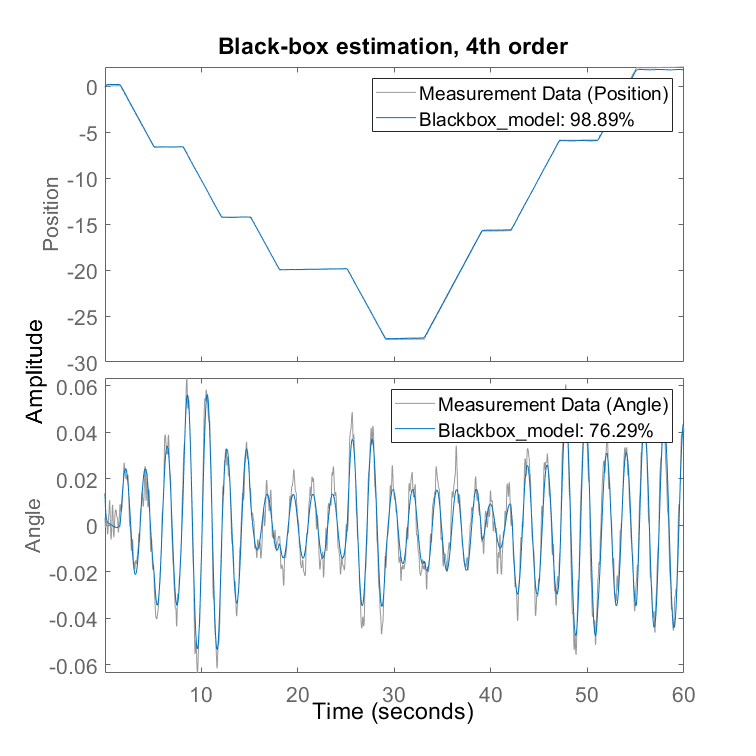 Black-box estimation, 4th order
Measurement Data (Position)
Blackbox_model: 98.89%
0
-5
-10
-15
-20
-25
-30
Position
Amplitude
Measurement Data (Angle)
Blackbox_model: 76.29%
0.06
0.04
0.02
0
-0.02
-0.04
-0.06
Angle
10 20 30 40 50 60
Time (seconds)